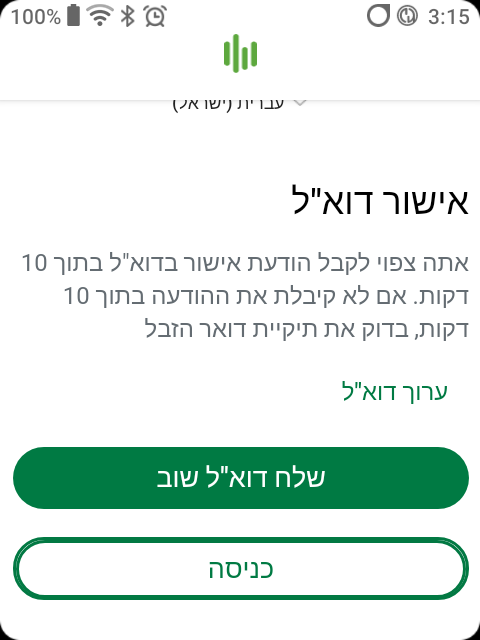 100% 3:15
עברית (ישראל)
אישור דוא"ל
אתה צפוי לקבל הודעת אישור בדוא"ל בתוך 10
דקות. אם לא קיבלת את ההודעה בתוך 10
דקות, בדוק את תיקיית דואר הזבל
ערוך דוא"ל
שלח דוא"ל שוב
כניסה